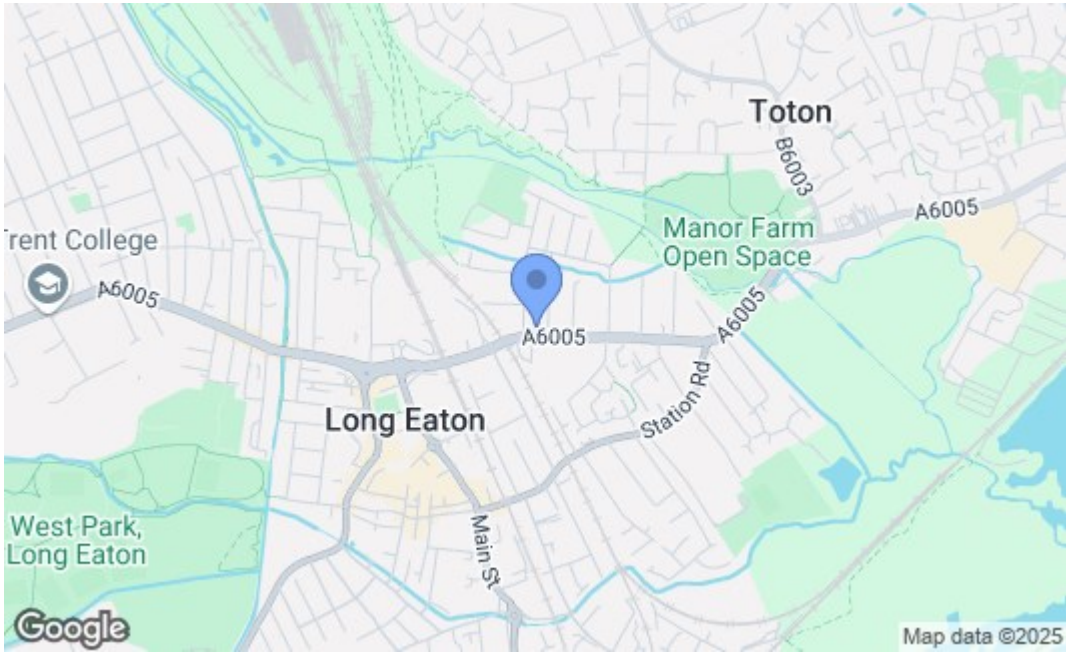 Toton
B6003
A6005
Manor Farm
Open Space
Trent College
A6005
A6005
A6005
Station Rd
Long Eaton
West Park,
Long Eaton
Main St
Google
Map data ©2025